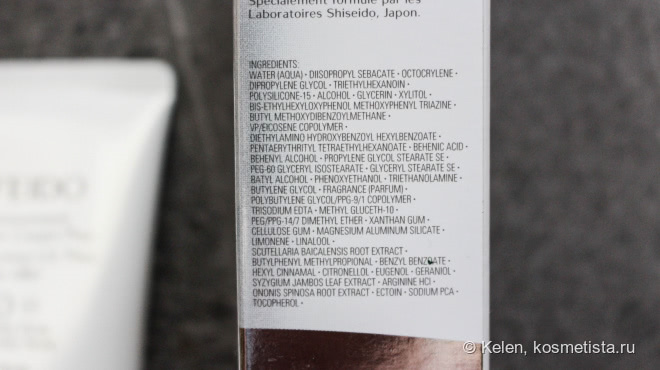 Spécialement formulé par les
Laboratoires Shiseido, Japon.
INGREDIENTS:
WATER (AQUA)・DIISOPROPYL SEBACATE・OCTOCRYLENE・
DIPROPYLENE GLYCOL・TRIETHYLHEXANOIN・
POLYSILICONE-15・ALCOHOL・GLYCERIN・XYLITOL・
BIS-ETHYLHEXYLOXYPHENOL METHOXYPHENYL TRIAZINE・
BUTYL METHOXYDIBENZOYLMETHANE・
VP/EICOSENE COPOLYMER・
DIETHYLAMINO HYDROXYBENZOYL HEXYLBENZOATE・
PENTAERYTHRITYL TETRAETHYLHEXANOATE・BEHENIC ACID・
BEHENYL ALCOHOL・PROPYLENE GLYCOL STEARATE SE・
PEG-60 GLYCERYL ISOSTEARATE・GLYCERYL STEARATE SE・
BATYL ALCOHOL・PHENOXYETHANOL・TRIETHANOLAMINE・
BUTYLENE GLYCOL・FRAGRANCE (PARFUM)・
POLYBUTYLENE GLYCOL/PPG-9/1 COPOLYMER・
TRISODIUM EDTA・METHYL GLUCETH-10・
PEG/PPG-14/7 DIMETHYL ETHER・XANTHAN GUM・
CELLULOSE GUM・MAGNESIUM ALUMINUM SILICATE・
LIMONENE・LINALOOL・
SCUTELLARIA BAICALENSIS ROOT EXTRACT・
BUTYLPHENYL METHYLPROPIONAL・BENZYL BENZOATE・
HEXYL CINNAMAL・CITRONELLOL・EUGENOL・GERANIOL・
SYZYGIUM JAMBOS LEAF EXTRACT・ARGININE HCl・
ONONIS SPINOSA ROOT EXTRACT・ECTOIN・SODIUM PCA・
TOCOPHEROL・
© Kelen, kosmetista.ru